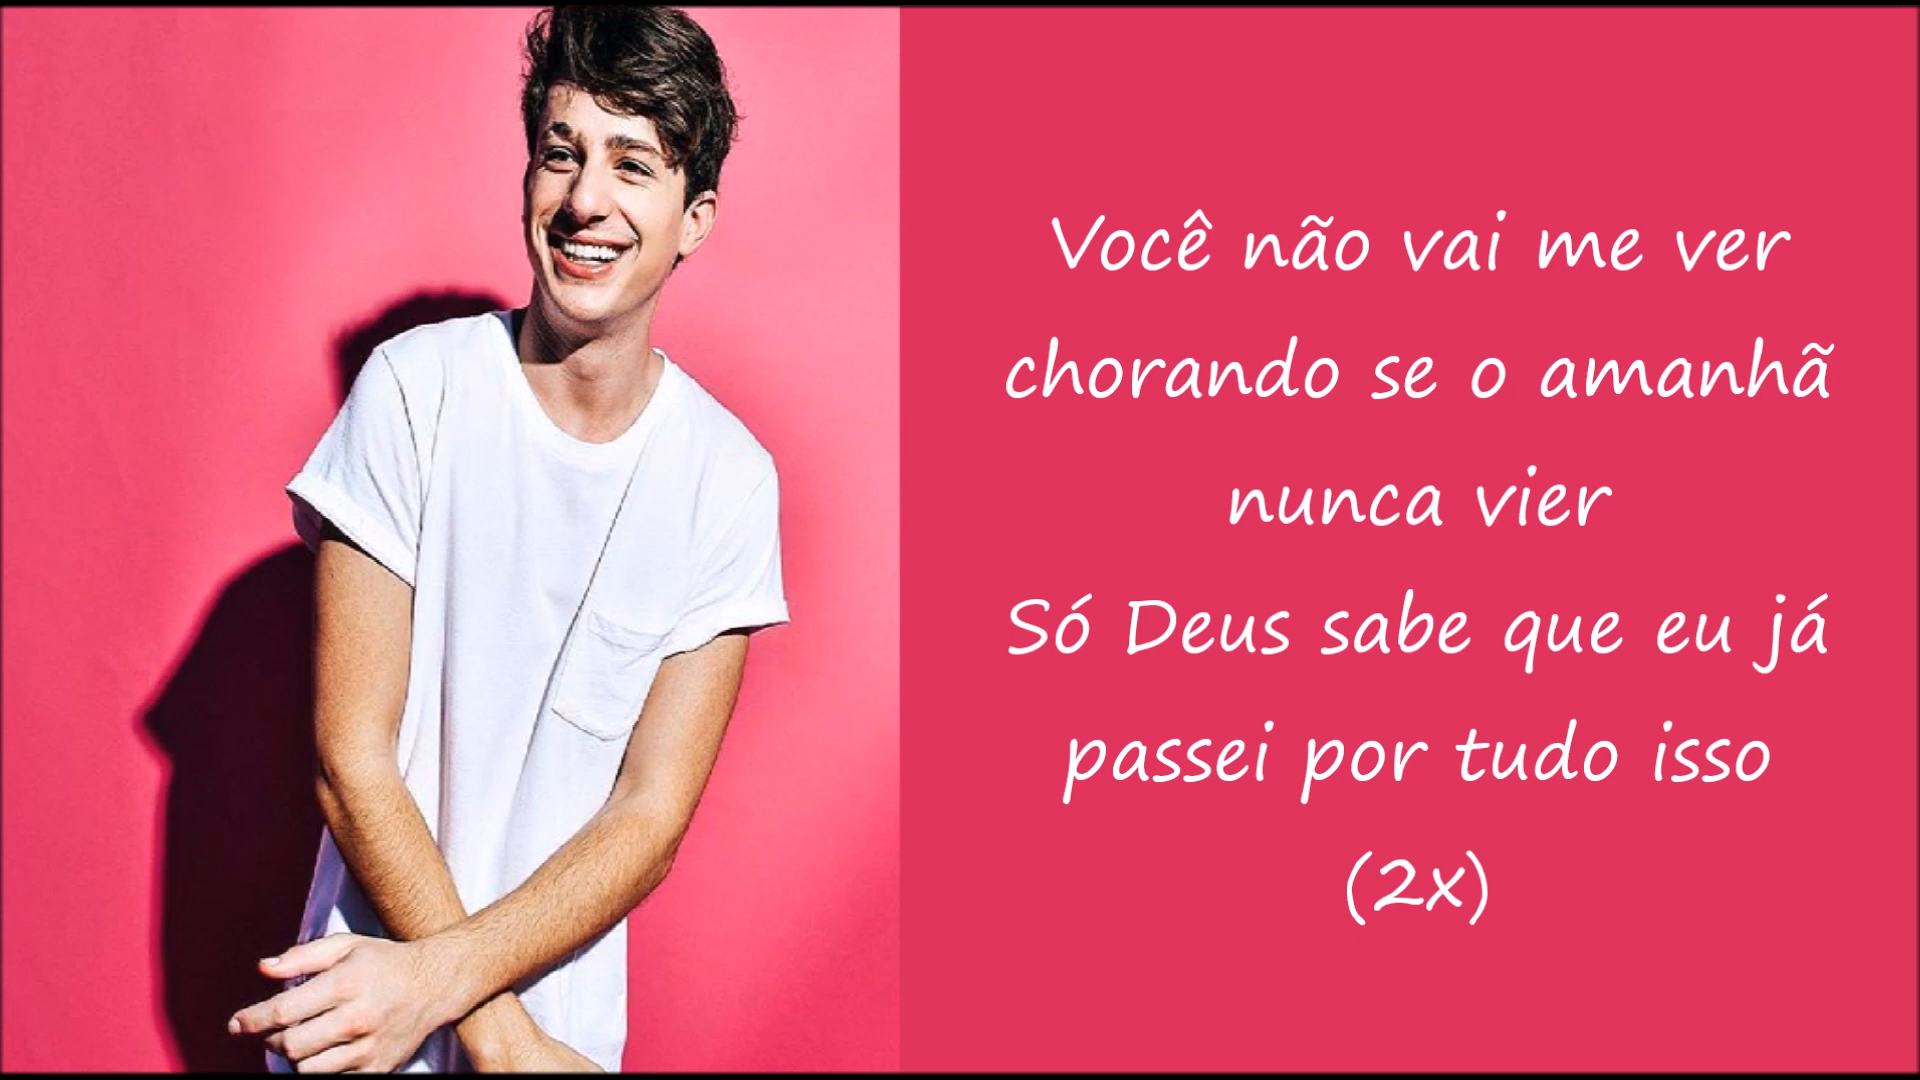 Você não vai me ver
chorando se o amanhã
nunca vier
Só Deus sabe que eu já
passei por tudo isso
(2x)